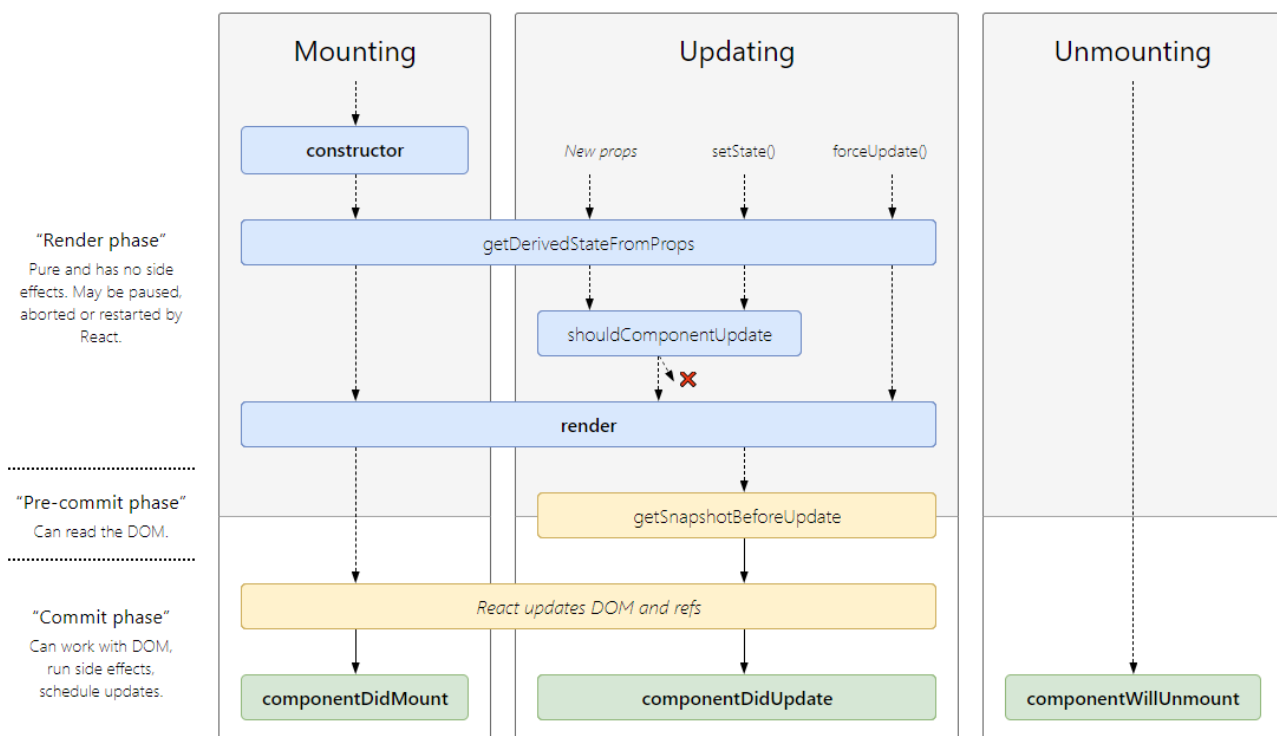 Mounting
Updating
Unmounting
constructor
New props
setState()
forceUpdate()
"Render phase"
Pure and has no side
effects. May be paused,
aborted or restarted by
React.
getDerivedStateFromProps
shouldComponentUpdate
render
"Pre-commit phase"
Can read the DOM.
getSnapshotBeforeUpdate
"Commit phase"
Can work with DOM,
run side effects,
schedule updates.
React updates DOM and refs
componentDidMount
componentDidUpdate
componentWillUnmount